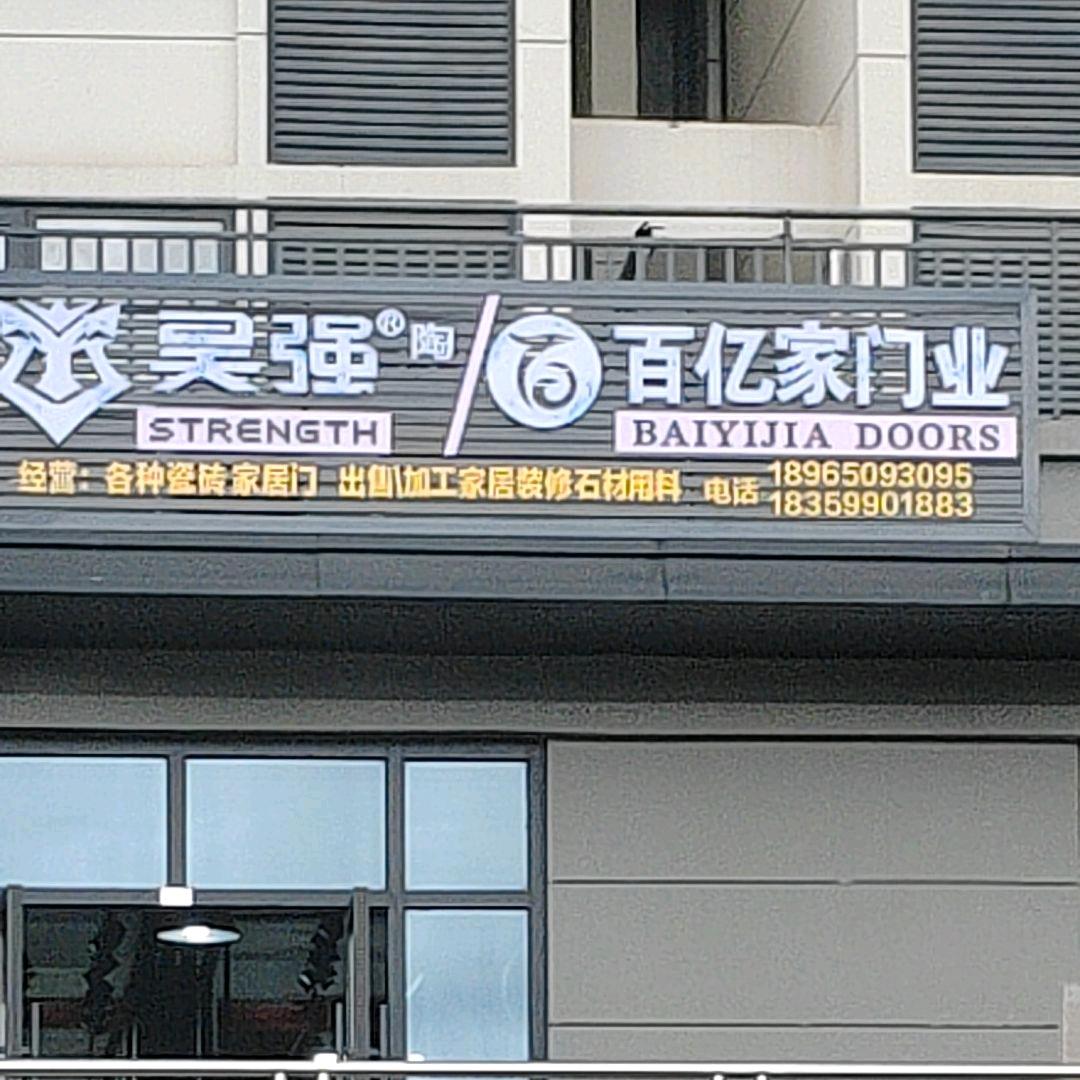 吴强®陶
STRENGTH
百亿家门业
BAIYIJIA DOORS
经营：各种瓷砖家居门 出售\加工家居装修石材用料 电话
18965093095
18359901883